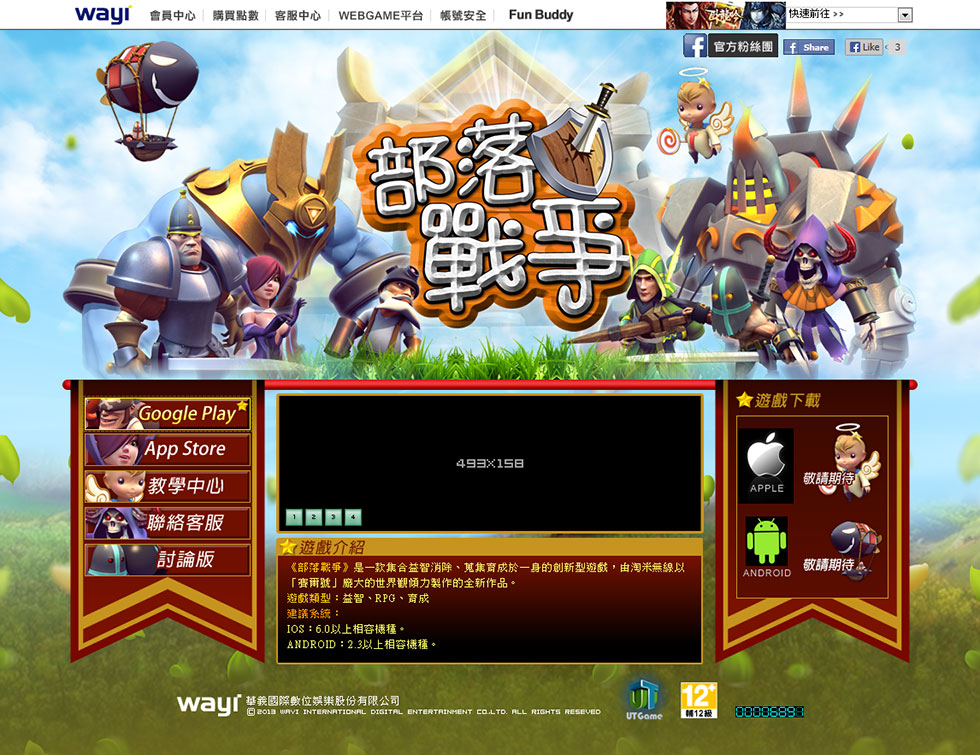 wayi 會員中心 購買點數 客服中心 WEBGAME平台 帳號安全 Fun Buddy 快速前往 >>
官方粉絲團 Share Like 3
部落
戰爭
Google Play
App Store
教學中心
聯絡客服
討論版
493X158
1 2 3 4
遊戲介紹
《部落戰爭》是一款集合益智消除、蒐集育成於一身的創新型遊戲，由淘米無線以
「賽爾號」龐大的世界觀傾力製作的全新作品。
遊戲類型：益智、RPG、育成
建議系統：
IOS：6.0以上相容機種。
ANDROID：2.3以上相容機種。
遊戲下載
APPLE
敬請期待
ANDROID
敬請期待
wayi 華義國際數位娛樂股份有限公司
©2013 WAYI INTERNATIONAL DIGITAL ENTERTAINMENT CO.LTD. ALL RIGHTS RESEVED
UTGame
12+
輔12級
00006891